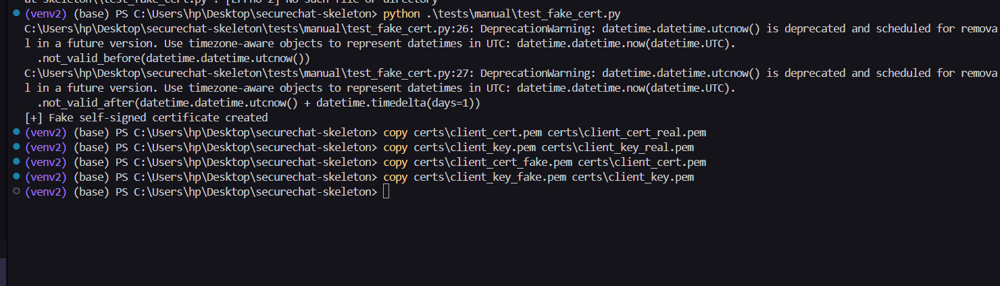 at-skeleton\\test_fake_cert.py': [Errno 2] No such file or directory
(venv2) (base) PS C:\Users\hp\Desktop\securechat-skeleton> python .\tests\manual\test_fake_cert.py
C:\Users\hp\Desktop\securechat-skeleton\tests\manual\test_fake_cert.py:26: DeprecationWarning: datetime.datetime.utcnow() is deprecated and scheduled for remova
l in a future version. Use timezone-aware objects to represent datetimes in UTC: datetime.datetime.now(datetime.UTC).
.not_valid_before(datetime.datetime.utcnow())
C:\Users\hp\Desktop\securechat-skeleton\tests\manual\test_fake_cert.py:27: DeprecationWarning: datetime.datetime.utcnow() is deprecated and scheduled for remova
l in a future version. Use timezone-aware objects to represent datetimes in UTC: datetime.datetime.now(datetime.UTC).
.not_valid_after(datetime.datetime.utcnow() + datetime.timedelta(days=1))
[+] Fake self-signed certificate created
(venv2) (base) PS C:\Users\hp\Desktop\securechat-skeleton> copy certs\client_cert.pem certs\client_cert_real.pem
(venv2) (base) PS C:\Users\hp\Desktop\securechat-skeleton> copy certs\client_key.pem certs\client_key_real.pem
(venv2) (base) PS C:\Users\hp\Desktop\securechat-skeleton> copy certs\client_cert_fake.pem certs\client_cert.pem
(venv2) (base) PS C:\Users\hp\Desktop\securechat-skeleton> copy certs\client_key_fake.pem certs\client_key.pem
(venv2) (base) PS C:\Users\hp\Desktop\securechat-skeleton>